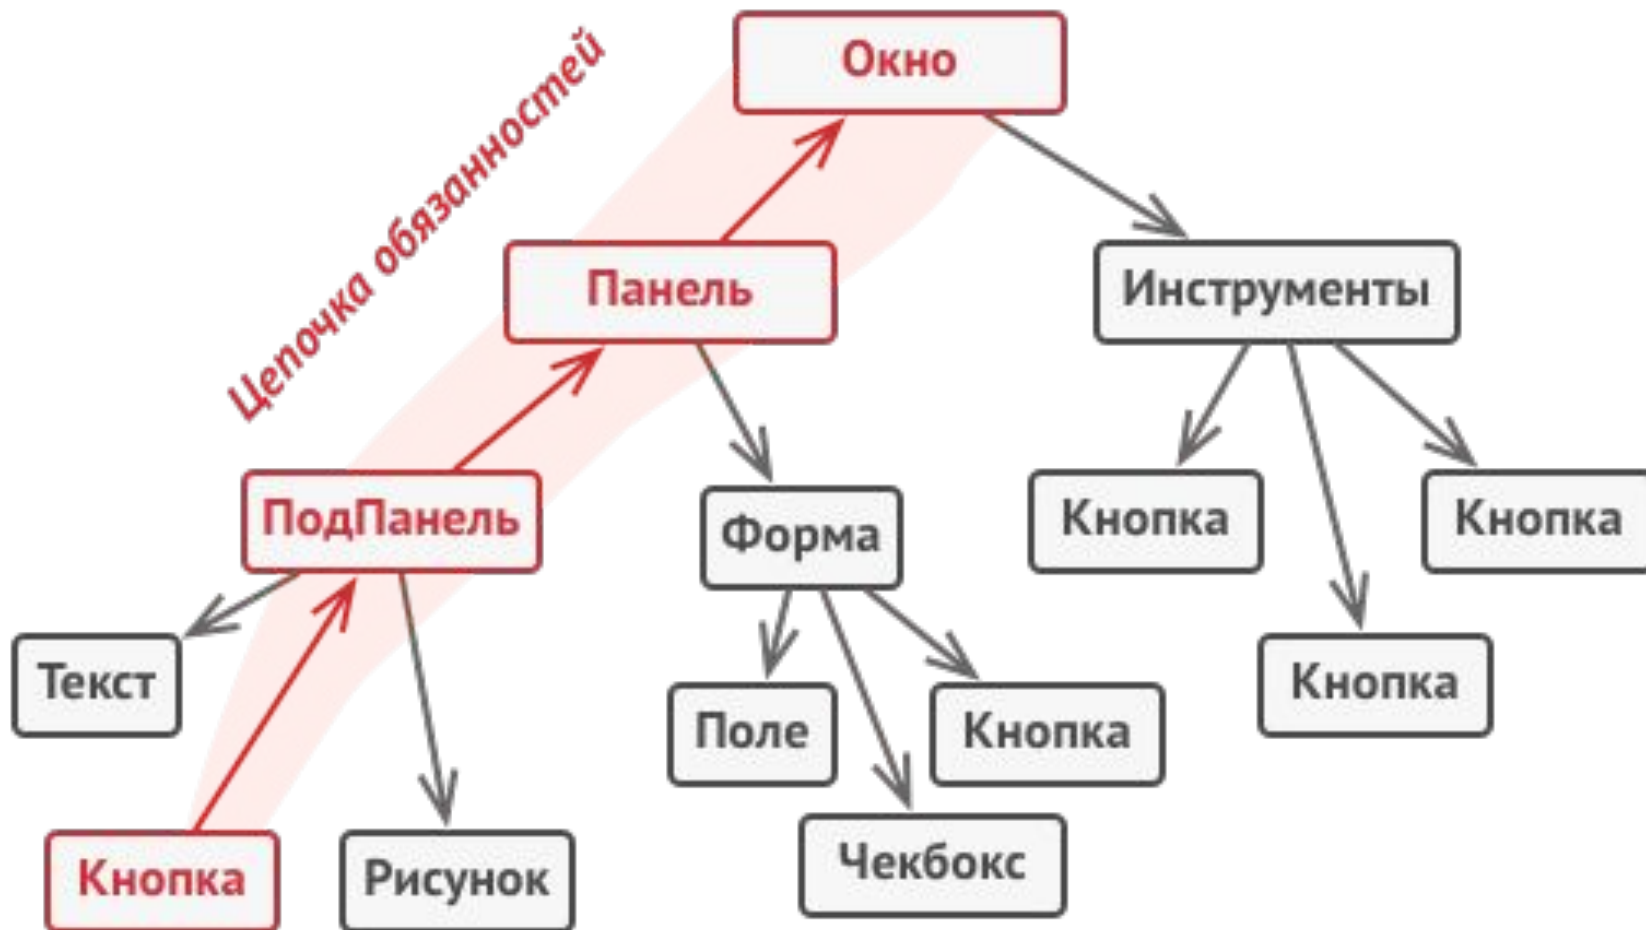 Цепочка обязанностей
Окно
Панель
Инструменты
ПодПанель
Форма
Кнопка
Кнопка
Текст
Поле
Кнопка
Кнопка
Кнопка
Рисунок
Чекбокс